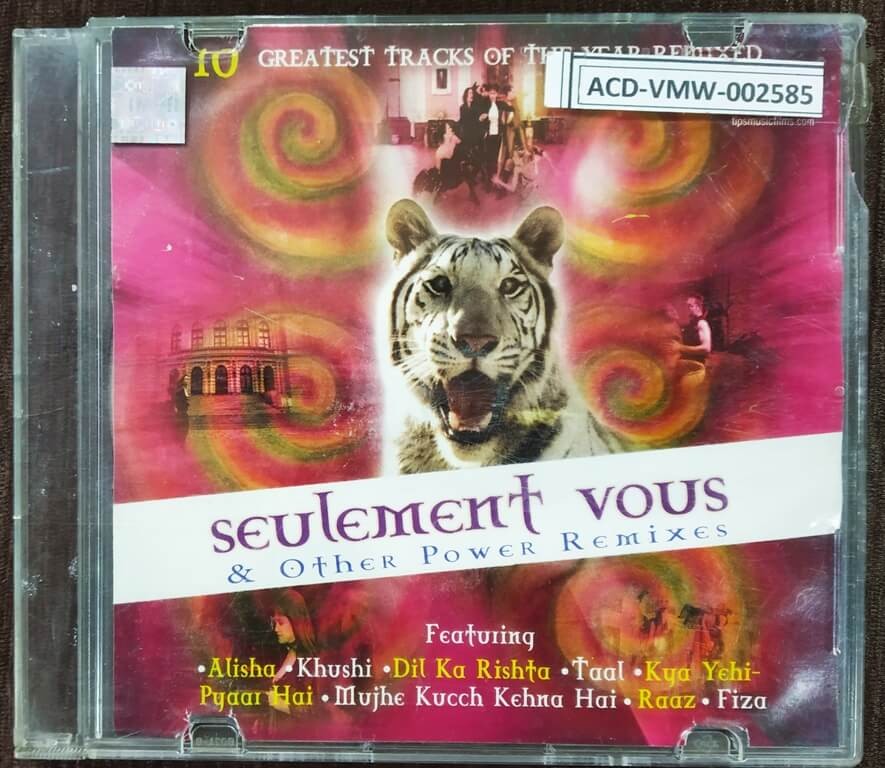 10 GREATEST TRACKS OF THE YEAR REMIXED
ACD-VMW-002585
tipsmusicfilms.com
SEULEMENT VOUS
& OTHER POWER REMIXES
Featuring
•Alisha •Khushi •Dil Ka Rishta •Taal •Kya Yehi-
Pyaar Hai •Mujhe Kucch Kehna Hai •Raaz •Fiza